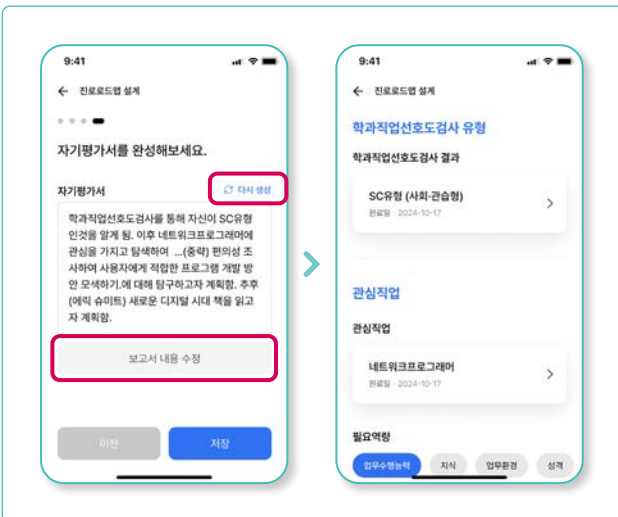 9:41
← 진로로드맵 설계
자기평가서를 완성해보세요.
자기평가서
다시 생성
학과직업선호도검사를 통해 자신이 SC유형
인것을 알게 됨. 이후 네트워크프로그래머에
관심을 가지고 탐색하여 ...(중략) 편의성 조
사하여 사용자에게 적합한 프로그램 개발 방
안 모색하기.에 대해 탐구하고자 계획함. 추후
(에릭 슈미트) 새로운 디지털 시대 책을 읽고
자 계획함.
보고서 내용 수정
이전
저장
9:41
← 진로로드맵 설계
학과직업선호도검사 유형
학과직업선호도검사 결과
SC유형 (사회-관습형)
완료일 · 2024-10-17
관심직업
관심직업
네트워크프로그래머
완료일 · 2024-10-17
필요역량
업무수행능력
지식
업무환경
성격